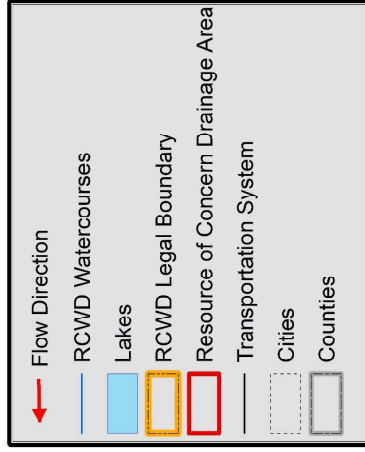 Flow Direction
RCWD Watercourses
Lakes
RCWD Legal Boundary
Resource of Concern Drainage Area
Transportation System
Cities
Counties